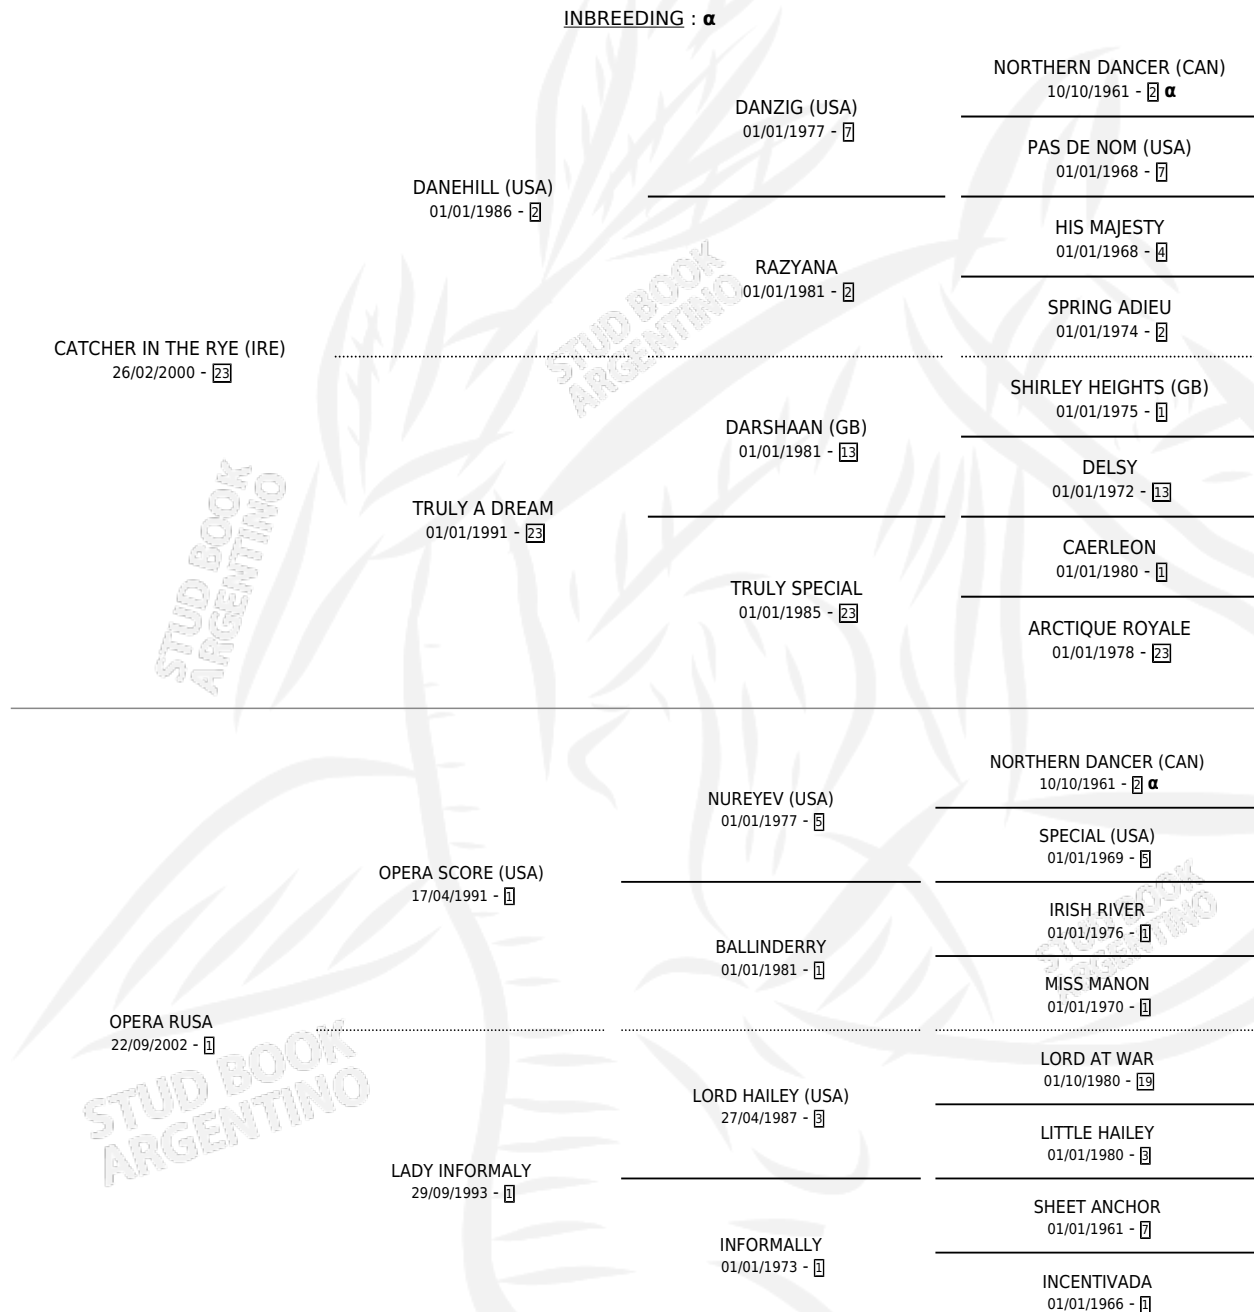 INBREEDING : α
NORTHERN DANCER (CAN)
10/10/1961 - 2 α
DANZIG (USA)
01/01/1977 - 7
PAS DE NOM (USA)
01/01/1968 - 7
DANEHILL (USA)
01/01/1986 - 2
HIS MAJESTY
01/01/1968 - 4
RAZYANA
01/01/1981 - 2
SPRING ADIEU
01/01/1974 - 2
CATCHER IN THE RYE (IRE)
26/02/2000 - 23
SHIRLEY HEIGHTS (GB)
01/01/1975 - 1
DARSHAAN (GB)
01/01/1981 - 13
DELSY
01/01/1972 - 13
TRULY A DREAM
01/01/1991 - 23
CAERLEON
01/01/1980 - 1
TRULY SPECIAL
01/01/1985 - 23
ARCTIQUE ROYALE
01/01/1978 - 23
NORTHERN DANCER (CAN)
10/10/1961 - 2 α
NUREYEV (USA)
01/01/1977 - 5
SPECIAL (USA)
01/01/1969 - 5
OPERA SCORE (USA)
17/04/1991 - 1
IRISH RIVER
01/01/1976 - 1
BALLINDERRY
01/01/1981 - 1
MISS MANON
01/01/1970 - 1
OPERA RUSA
22/09/2002 - 1
LORD AT WAR
01/10/1980 - 19
LORD HAILEY (USA)
27/04/1987 - 3
LITTLE HAILEY
01/01/1980 - 3
LADY INFORMALY
29/09/1993 - 1
SHEET ANCHOR
01/01/1961 - 7
INFORMALLY
01/01/1973 - 1
INCENTIVADA
01/01/1966 - 1
STUD BOOK
ARGENTINO
STUD BOOK
ARGENTINO
STUD BOOK
ARGENTINO
STUD BOOK
ARGENTINO